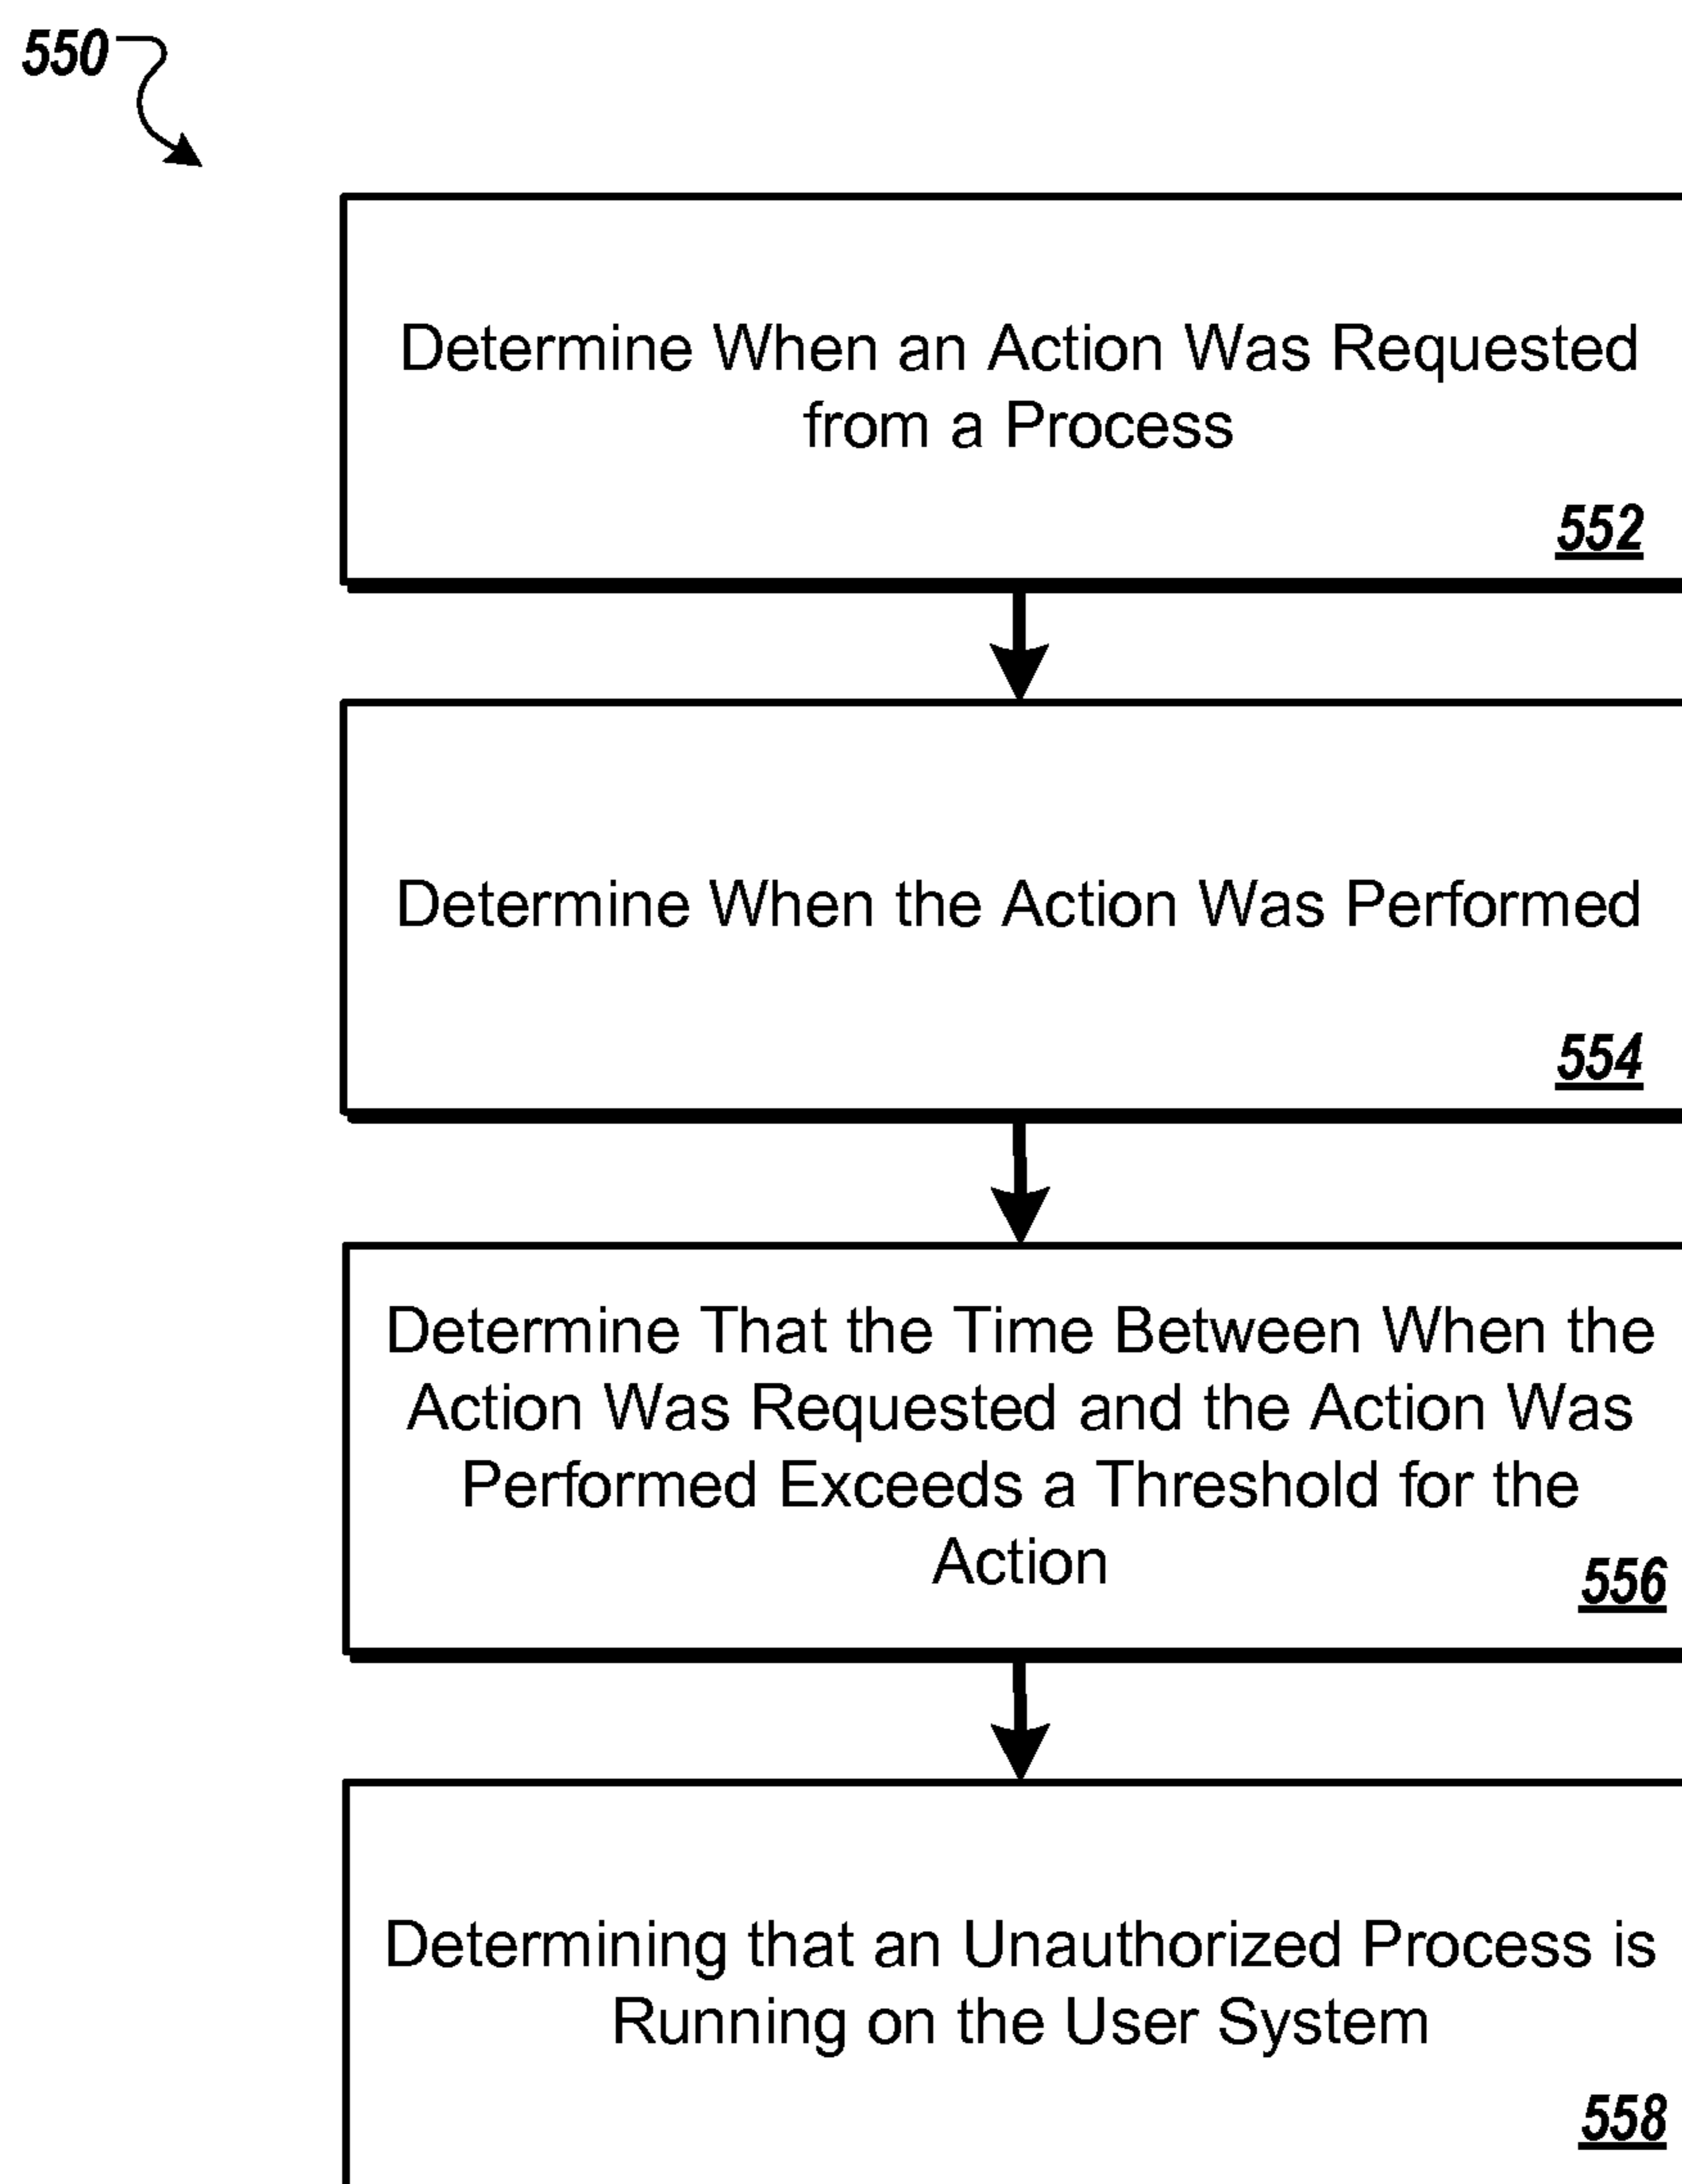 550
Determine When an Action Was Requested
from a Process
552
Determine When the Action Was Performed
554
Determine That the Time Between When the
Action Was Requested and the Action Was
Performed Exceeds a Threshold for the
Action
556
Determining that an Unauthorized Process is
Running on the User System
558